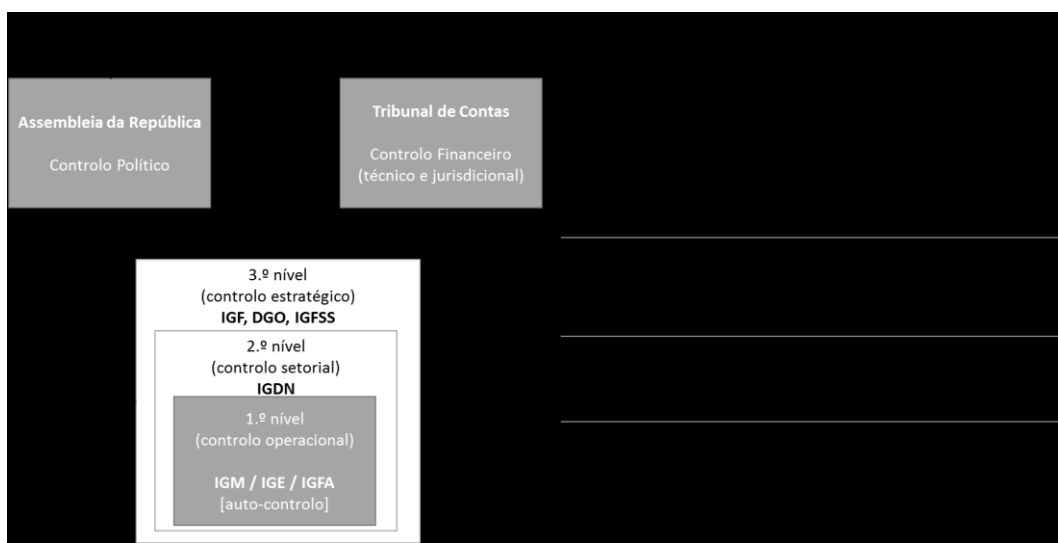 Assembleia da República
Controlo Político
Tribunal de Contas
Controlo Financeiro
(técnico e jurisdicional)
3.º nível
(controlo estratégico)
IGF, DGO, IGFSS
2.º nível
(controlo setorial)
IGDN
1.º nível
(controlo operacional)
IGM / IGE / IGFA
[auto-controlo]